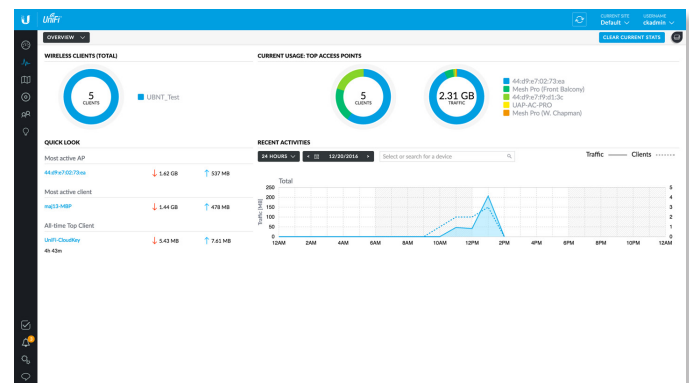 UniFi
CURRENT SITE
Default
USERNAME
ckadmin
OVERVIEW
CLEAR CURRENT STATS
WIRELESS CLIENTS (TOTAL)
5
CLIENTS
UBNT_Test
CURRENT USAGE: TOP ACCESS POINTS
5
CLIENTS
2.31 GB
TRAFFIC
44:d9:e7:02:73:ea
Mesh Pro (Front Balcony)
44:d9:e7:f9:d1:3c
UAP-AC-PRO
Mesh Pro (W. Chapman)
QUICK LOOK
Most active AP
44:d9:e7:02:73:ea 1.62 GB 537 MB
Most active client
maj13-MBP 1.44 GB 478 MB
All-time Top Client
UniFi-CloudKey 5.43 MB 7.61 MB
4h 43m
RECENT ACTIVITIES
24 HOURS 12/20/2016 Select or search for a device
Traffic Clients
Total
Traffic [MB]
250 5
200 4
150 3
100 2
50 1
0 0
12AM 2AM 4AM 6AM 8AM 10AM 12PM 2PM 4PM 6PM 8PM 10PM 12AM